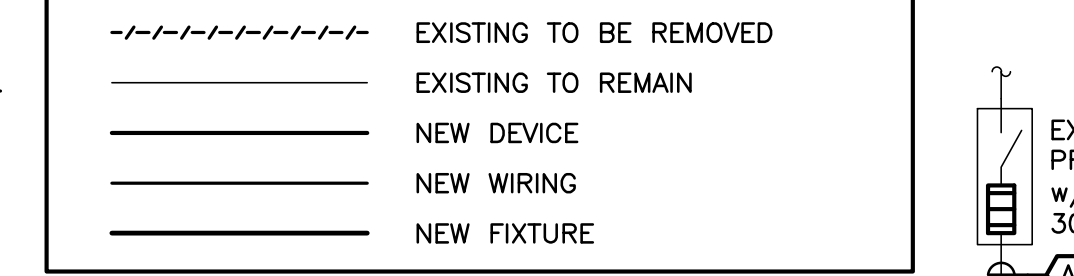 EXISTING TO BE REMOVED
EXISTING TO REMAIN
NEW DEVICE
NEW WIRING
NEW FIXTURE